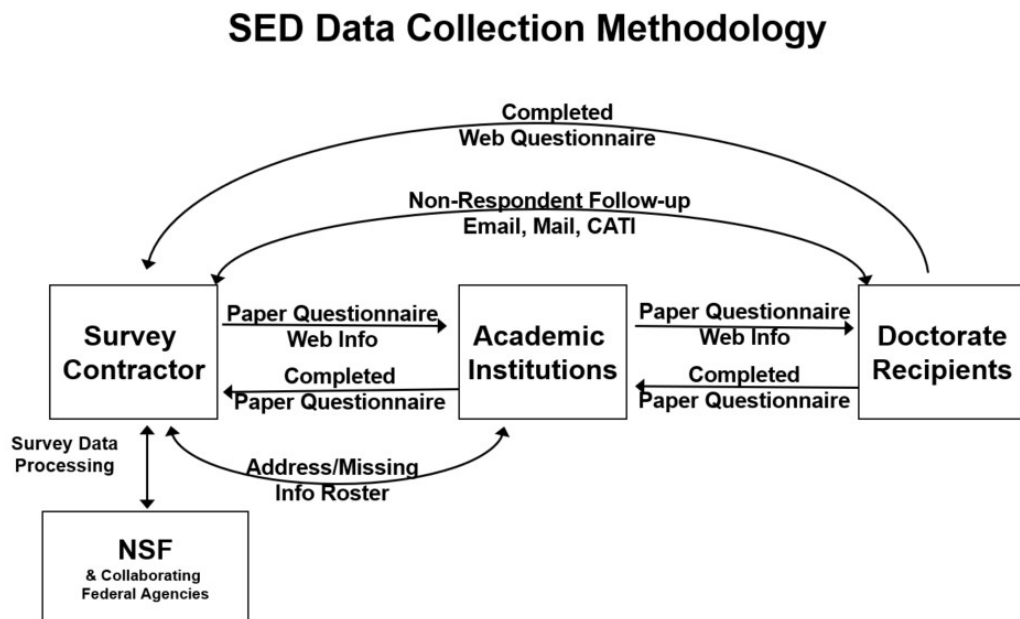 SED Data Collection Methodology
Completed
Web Questionnaire
Non-Respondent Follow-up
Email, Mail, CATI
Survey
Contractor
Paper Questionnaire
Web Info
Completed
Paper Questionnaire
Academic
Institutions
Paper Questionnaire
Web Info
Completed
Paper Questionnaire
Doctorate
Recipients
Survey Data
Processing
Address/Missing
Info Roster
NSF
& Collaborating
Federal Agencies